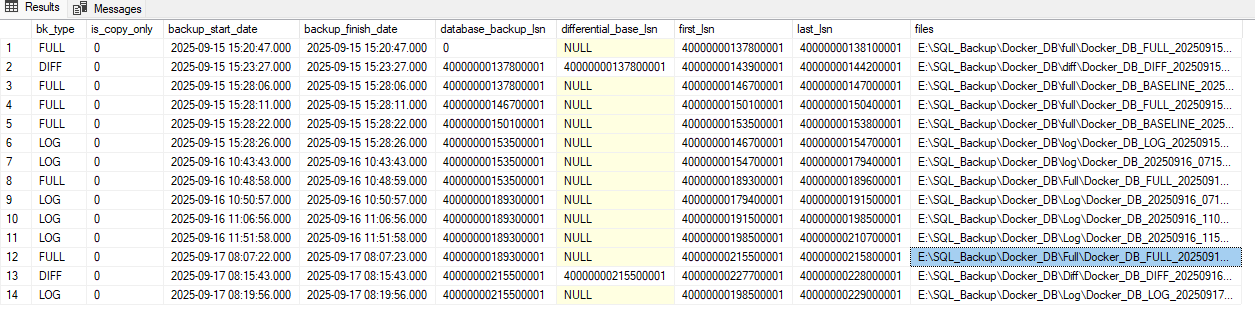 Results Messages
bk_type is_copy_only backup_start_date backup_finish_date database_backup_lsn differential_base_lsn first_lsn last_lsn files
1 FULL 0 2025-09-15 15:20:47.000 2025-09-15 15:20:47.000 0 NULL 40000000137800001 40000000138100001 E:\SQL_Backup\Docker_DB\full\Docker_DB_FULL_20250915...
2 DIFF 0 2025-09-15 15:23:27.000 2025-09-15 15:23:27.000 40000000137800001 40000000137800001 40000000143900001 40000000144200001 E:\SQL_Backup\Docker_DB\diff\Docker_DB_DIFF_20250915...
3 FULL 0 2025-09-15 15:28:06.000 2025-09-15 15:28:06.000 40000000137800001 NULL 40000000146700001 40000000147000001 E:\SQL_Backup\Docker_DB\full\Docker_DB_BASELINE_202...
4 FULL 0 2025-09-15 15:28:11.000 2025-09-15 15:28:11.000 40000000146700001 NULL 40000000150100001 40000000150400001 E:\SQL_Backup\Docker_DB\full\Docker_DB_FULL_20250915...
5 FULL 0 2025-09-15 15:28:22.000 2025-09-15 15:28:22.000 40000000150100001 NULL 40000000153500001 40000000153800001 E:\SQL_Backup\Docker_DB\full\Docker_DB_BASELINE_2025...
6 LOG 0 2025-09-15 15:28:26.000 2025-09-15 15:28:26.000 40000000153500001 NULL 40000000146700001 40000000154700001 E:\SQL_Backup\Docker_DB\log\Docker_DB_LOG_20250915...
7 LOG 0 2025-09-16 10:43:43.000 2025-09-16 10:43:43.000 40000000153500001 NULL 40000000154700001 40000000179400001 E:\SQL_Backup\Docker_DB\log\Docker_DB_20250916_0715...
8 FULL 0 2025-09-16 10:48:58.000 2025-09-16 10:48:59.000 40000000153500001 NULL 40000000189300001 40000000189600001 E:\SQL_Backup\Docker_DB\Full\Docker_DB_FULL_2025091...
9 LOG 0 2025-09-16 10:50:57.000 2025-09-16 10:50:57.000 40000000189300001 NULL 40000000179400001 40000000191500001 E:\SQL_Backup\Docker_DB\Log\Docker_DB_20250916_071...
10 LOG 0 2025-09-16 11:06:56.000 2025-09-16 11:06:56.000 40000000189300001 NULL 40000000191500001 40000000198500001 E:\SQL_Backup\Docker_DB\Log\Docker_DB_20250916_110...
11 LOG 0 2025-09-16 11:51:58.000 2025-09-16 11:51:58.000 40000000189300001 NULL 40000000198500001 40000000210700001 E:\SQL_Backup\Docker_DB\Log\Docker_DB_20250916_115...
12 FULL 0 2025-09-17 08:07:22.000 2025-09-17 08:07:23.000 40000000189300001 NULL 40000000215500001 40000000215800001 E:\SQL_Backup\Docker_DB\Full\Docker_DB_FULL_2025091...
13 DIFF 0 2025-09-17 08:15:43.000 2025-09-17 08:15:43.000 40000000215500001 40000000215500001 40000000227700001 40000000228000001 E:\SQL_Backup\Docker_DB\Diff\Docker_DB_DIFF_20250916...
14 LOG 0 2025-09-17 08:19:56.000 2025-09-17 08:19:56.000 40000000215500001 NULL 40000000198500001 40000000229000001 E:\SQL_Backup\Docker_DB\Log\Docker_DB_LOG_20250917...